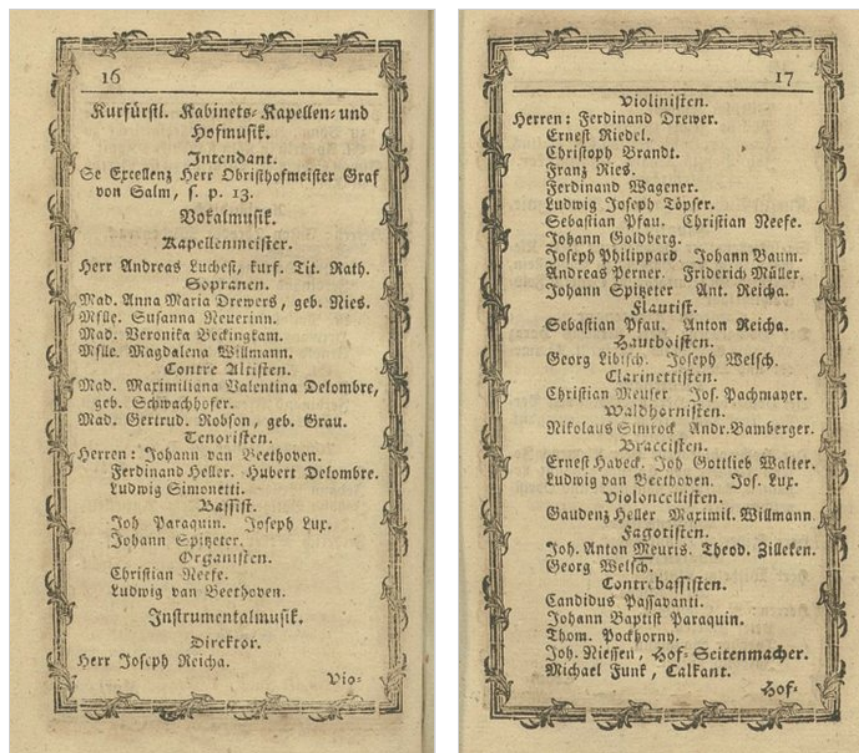 16
Kurfürstl. Kabinets-Kapellen- und
Hofmusik.
Intendant.
Se Excellenz Herr Obristhofmeister Graf
von Salm, s. p. 13.
Vokalmusik.
Kapellenmeister.
Herr Andreas Luchesi, kurf. Tit. Rath.
Sopranen.
Mad. Anna Maria Drewers, geb. Ries.
Mslle. Susanna Neuerinn.
Mad. Veronika Beckingkam.
Mslle. Magdalena Willmann.
Contre Altisten.
Mad. Maximiliana Valentina Delombre,
geb. Schwachhofer.
Mad. Gertrud. Robson, geb. Grau.
Tenoristen.
Herren: Johann van Beethoven.
Ferdinand Heller. Hubert Delombre.
Ludwig Simonetti.
Bassist.
Joh Paraquin. Joseph Lux.
Johann Spitzeter.
Organisten.
Christian Neefe.
Ludwig van Beethoven.
Instrumentalmusik.
Direktor.
Herr Joseph Reicha.
Vio-
17
Violinisten.
Herren: Ferdinand Drewer.
Ernest Riedel.
Christoph Brandt.
Franz Ries.
Ferdinand Wagener.
Ludwig Joseph Töpfer.
Sebastian Pfau. Christian Neefe.
Johann Goldberg.
Joseph Philippard Johann Baum.
Andreas Perner Friderich Müller.
Johann Spitzeter Ant. Reicha.
Flautist.
Sebastian Pfau. Anton Reicha.
Hauthoisten.
Georg Libisch. Joseph Welsch.
Clarinettisten.
Christian Meuser Jos. Pachmayer.
Waldhornisten.
Nikolaus Simrock Andr. Bamberger.
Braccisten.
Ernest Haveck. Joh Gottlieb Walter.
Ludwig van Beethoven. Jos. Lux.
Violoncellisten.
Gaudenz Heller Maximil. Willmann
Fagotisten.
Joh. Anton Meuris. Theod. Zilleken.
Georg Welsch.
Contrebassisten.
Candidus Passavanti.
Johann Baptist Paraquin.
Thom. Pockhorny.
Joh. Niessen, Hof-Seitenmacher.
Michael Funk, Calkant.
Hof-